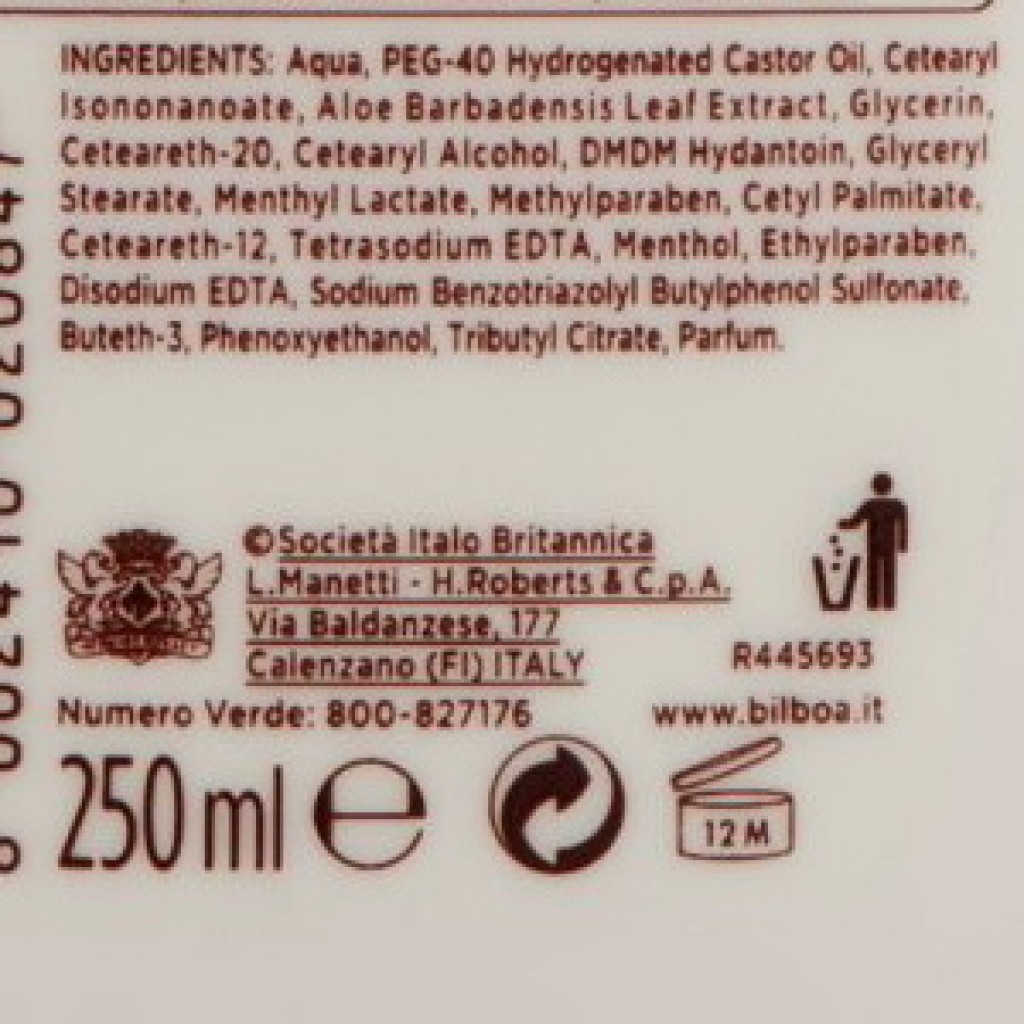 INGREDIENTS: Aqua, PEG-40 Hydrogenated Castor Oil, Cetearyl
Isononanoate, Aloe Barbadensis Leaf Extract, Glycerin,
Ceteareth-20, Cetearyl Alcohol, DMDM Hydantoin, Glyceryl
Stearate, Menthyl Lactate, Methylparaben, Cetyl Palmitate,
Ceteareth-12, Tetrasodium EDTA, Menthol, Ethylparaben,
Disodium EDTA, Sodium Benzotriazolyl Butylphenol Sulfonate,
Buteth-3, Phenoxyethanol, Tributyl Citrate, Parfum.
©Società Italo Britannica
L.Manetti - H.Roberts & C.p.A.
Via Baldanzese, 177
Calenzano (FI) ITALY
R445693
Numero Verde: 800-827176
www.bilboa.it
250 ml e
12 M